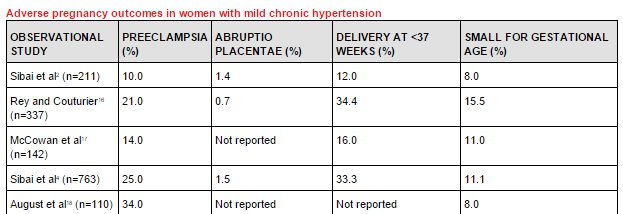 Adverse pregnancy outcomes in women with mild chronic hypertension
OBSERVATIONAL STUDY | PREECLAMPSIA (%) | ABRUPTIO PLACENTAE (%) | DELIVERY AT <37 WEEKS (%) | SMALL FOR GESTATIONAL AGE (%)
Sibai et al² (n=211) | 10.0 | 1.4 | 12.0 | 8.0
Rey and Couturier¹⁶ (n=337) | 21.0 | 0.7 | 34.4 | 15.5
McCowan et al¹⁷ (n=142) | 14.0 | Not reported | 16.0 | 11.0
Sibai et al⁴ (n=763) | 25.0 | 1.5 | 33.3 | 11.1
August et al¹⁸ (n=110) | 34.0 | Not reported | Not reported | 8.0